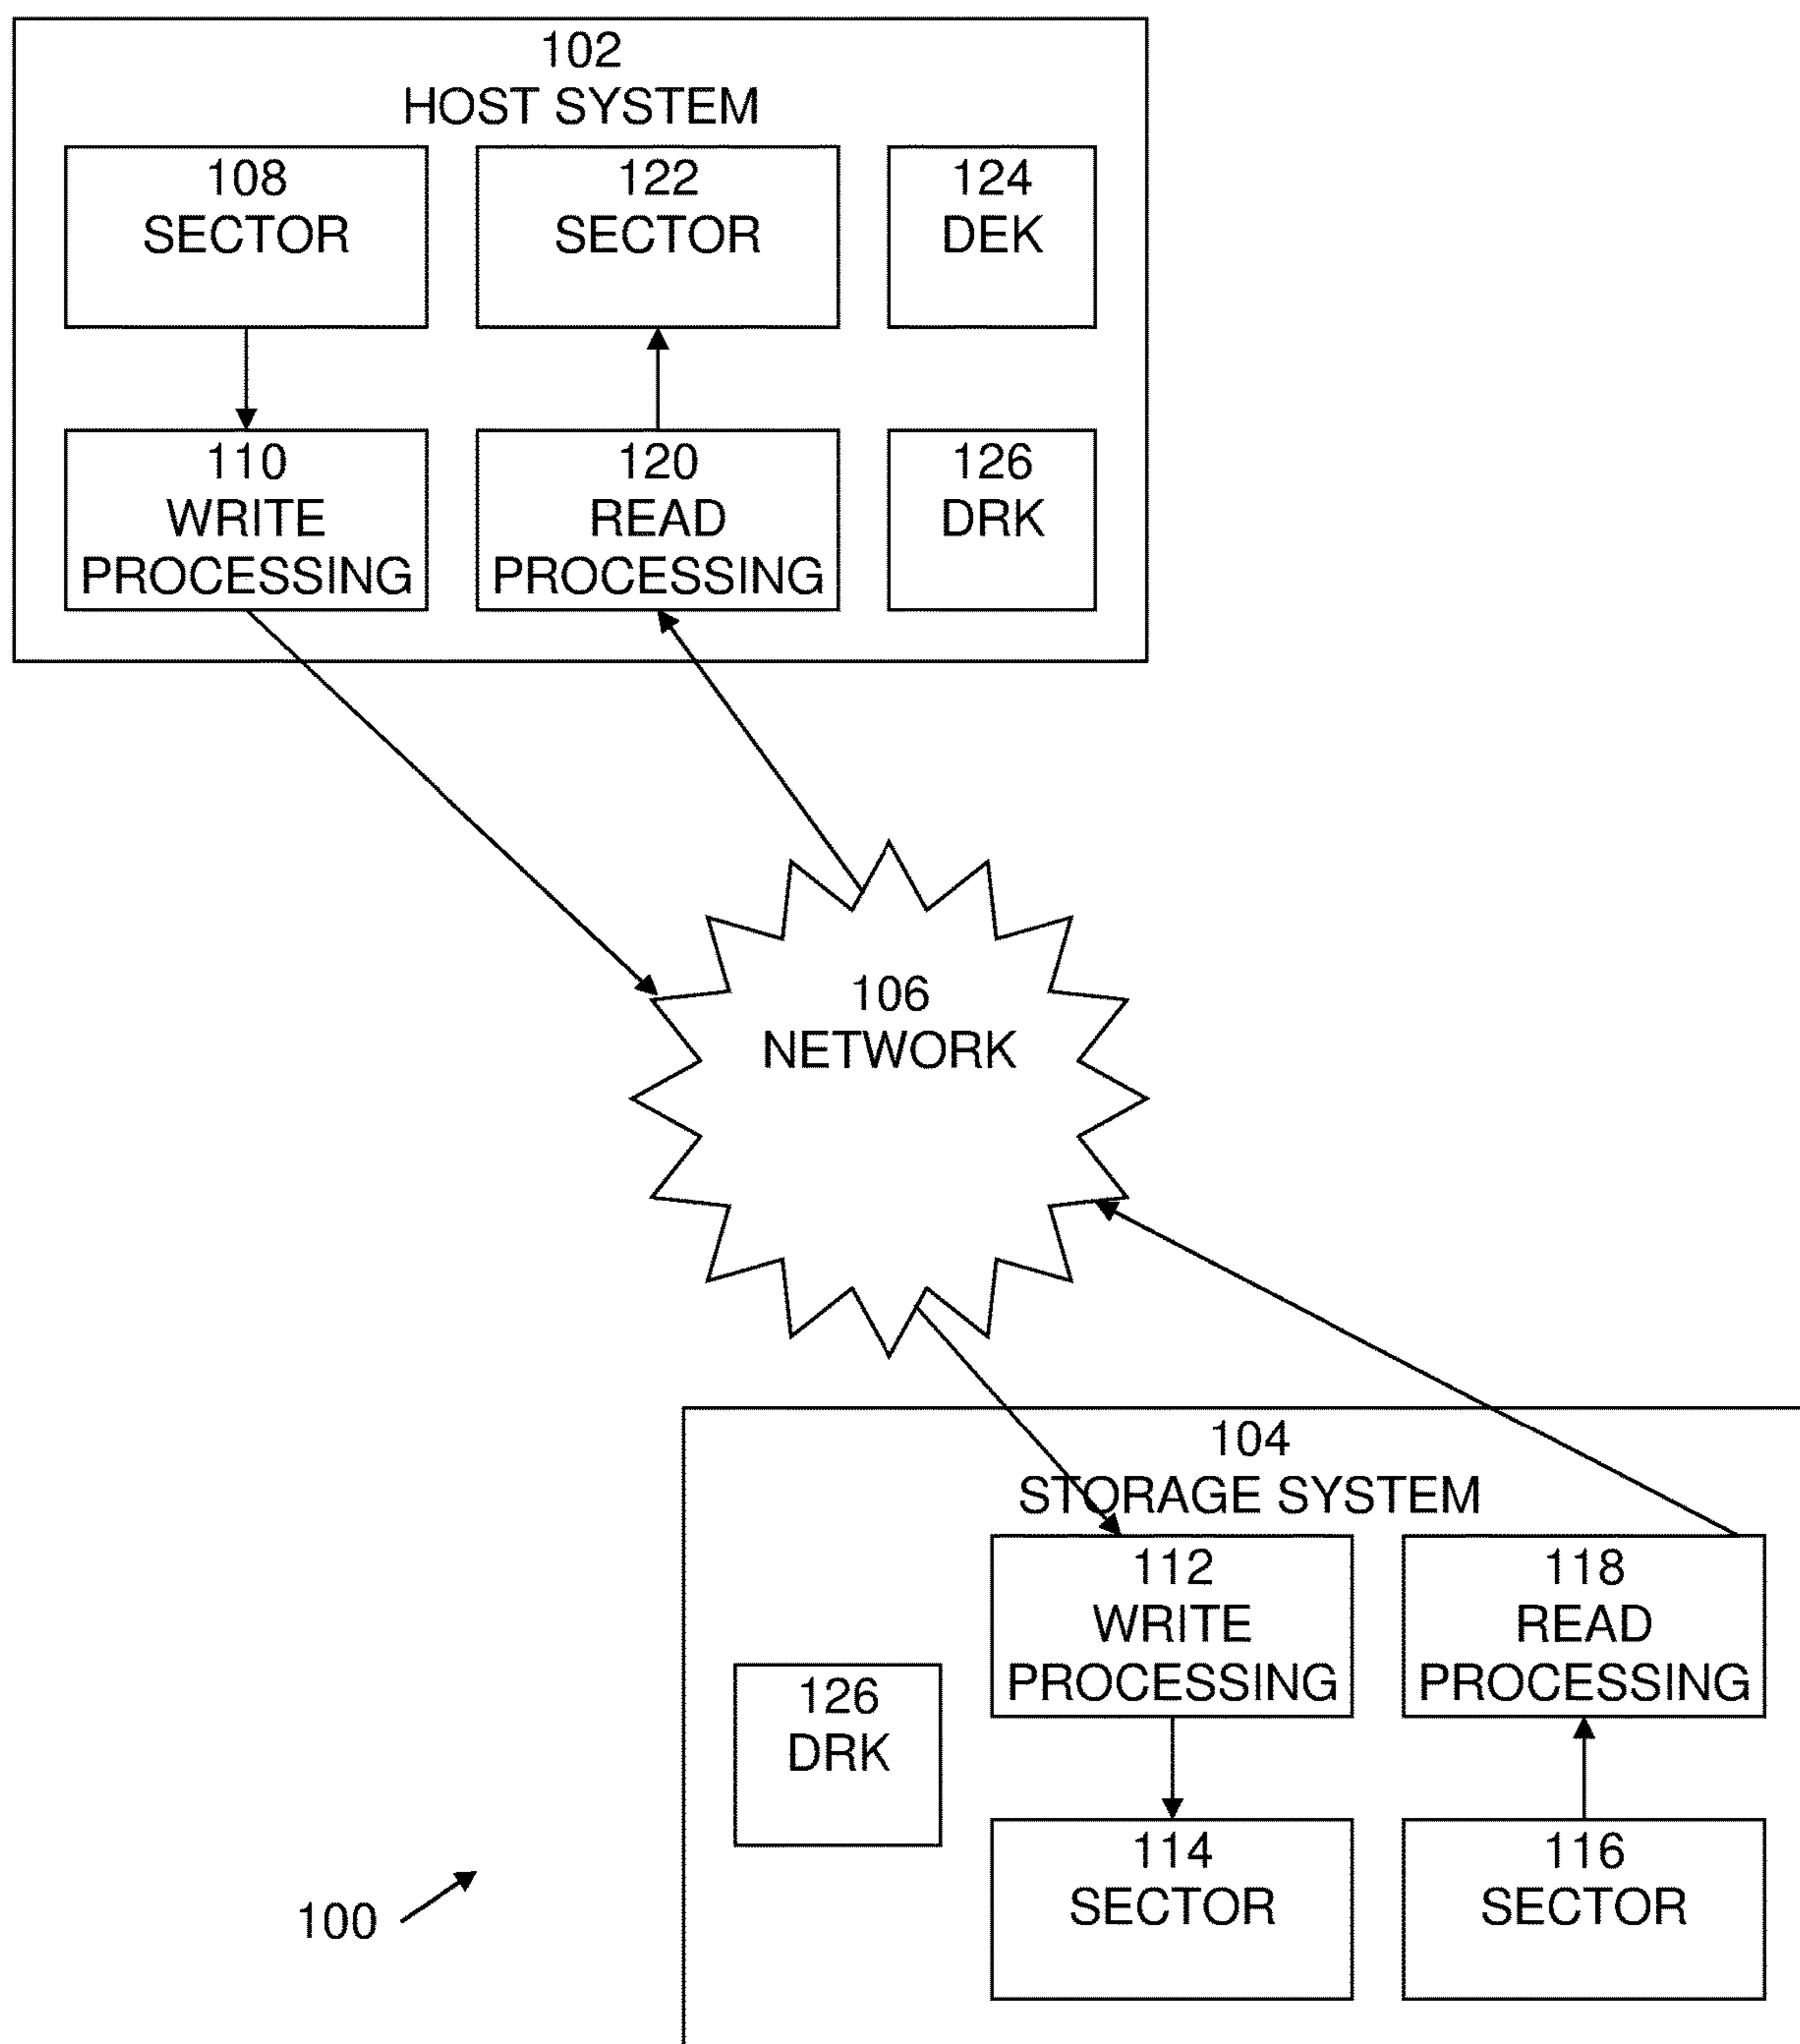 102
HOST SYSTEM
108
SECTOR
122
SECTOR
124
DEK
110
WRITE
PROCESSING
120
READ
PROCESSING
126
DRK
106
NETWORK
104
STORAGE SYSTEM
112
WRITE
PROCESSING
118
READ
PROCESSING
126
DRK
114
SECTOR
116
SECTOR
100